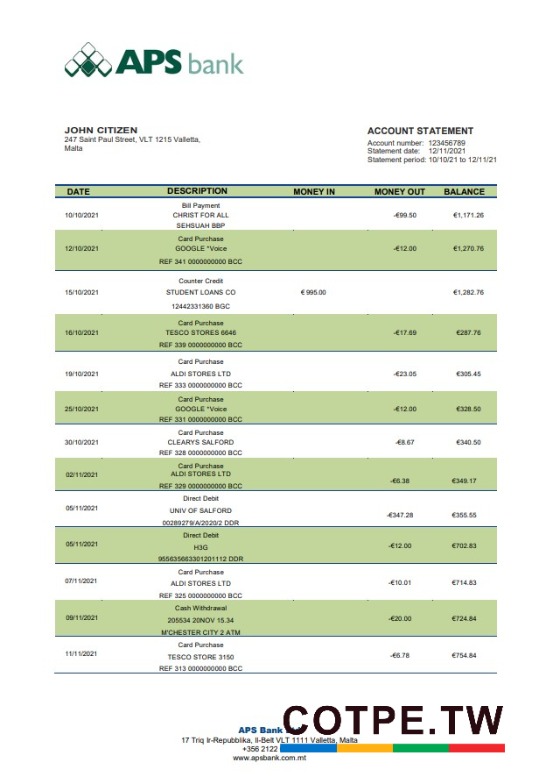 APS bank
JOHN CITIZEN
247 Saint Paul Street, VLT 1215 Valletta,
Malta
ACCOUNT STATEMENT
Account number: 123456789
Statement date: 12/11/2021
Statement period: 10/10/21 to 12/11/21
DATE DESCRIPTION MONEY IN MONEY OUT BALANCE
Bill Payment
10/10/2021 CHRIST FOR ALL -€99.50 €1,171.26
SEHSUAH BBP
Card Purchase
12/10/2021 GOOGLE *Voice -€12.00 €1,270.76
REF 341 0000000000 BCC
Counter Credit
15/10/2021 STUDENT LOANS CO € 995.00 €1,282.76
12442331360 BGC
Card Purchase
16/10/2021 TESCO STORES 6646 -€17.69 €287.76
REF 339 0000000000 BCC
Card Purchase
19/10/2021 ALDI STORES LTD -€23.05 €305.45
REF 333 0000000000 BCC
Card Purchase
25/10/2021 GOOGLE *Voice -€12.00 €328.50
REF 331 0000000000 BCC
Card Purchase
30/10/2021 CLEARYS SALFORD -€8.67 €340.50
REF 328 0000000000 BCC
Card Purchase
02/11/2021 ALDI STORES LTD -€6.38 €349.17
REF 329 0000000000 BCC
Direct Debit
05/11/2021 UNIV OF SALFORD -€347.28 €355.55
00289279/A/2020/2 DDR
Direct Debit
05/11/2021 H3G -€12.00 €702.83
955635663301201112 DDR
Card Purchase
07/11/2021 ALDI STORES LTD -€10.01 €714.83
REF 325 0000000000 BCC
Cash Withdrawal
09/11/2021 205534 20NOV 15.34 -€20.00 €724.84
M'CHESTER CITY 2 ATM
Card Purchase
11/11/2021 TESCO STORE 3150 -€6.78 €754.84
REF 313 0000000000 BCC
COTPE.TW
APS Bank
17 Triq Ir-Repubblika, Il-Belt VLT 1111 Valletta, Malta
+356 2122
www.apsbank.com.mt